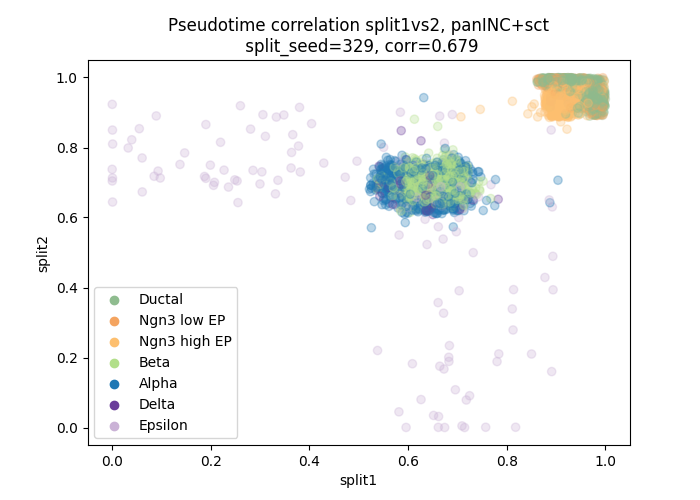 Pseudotime correlation split1vs2, panINC+sct
split_seed=329, corr=0.679
1.0
0.8
0.6
0.4
0.2
0.0
split2
Ductal
Ngn3 low EP
Ngn3 high EP
Beta
Alpha
Delta
Epsilon
0.0 0.2 0.4 0.6 0.8 1.0
split1